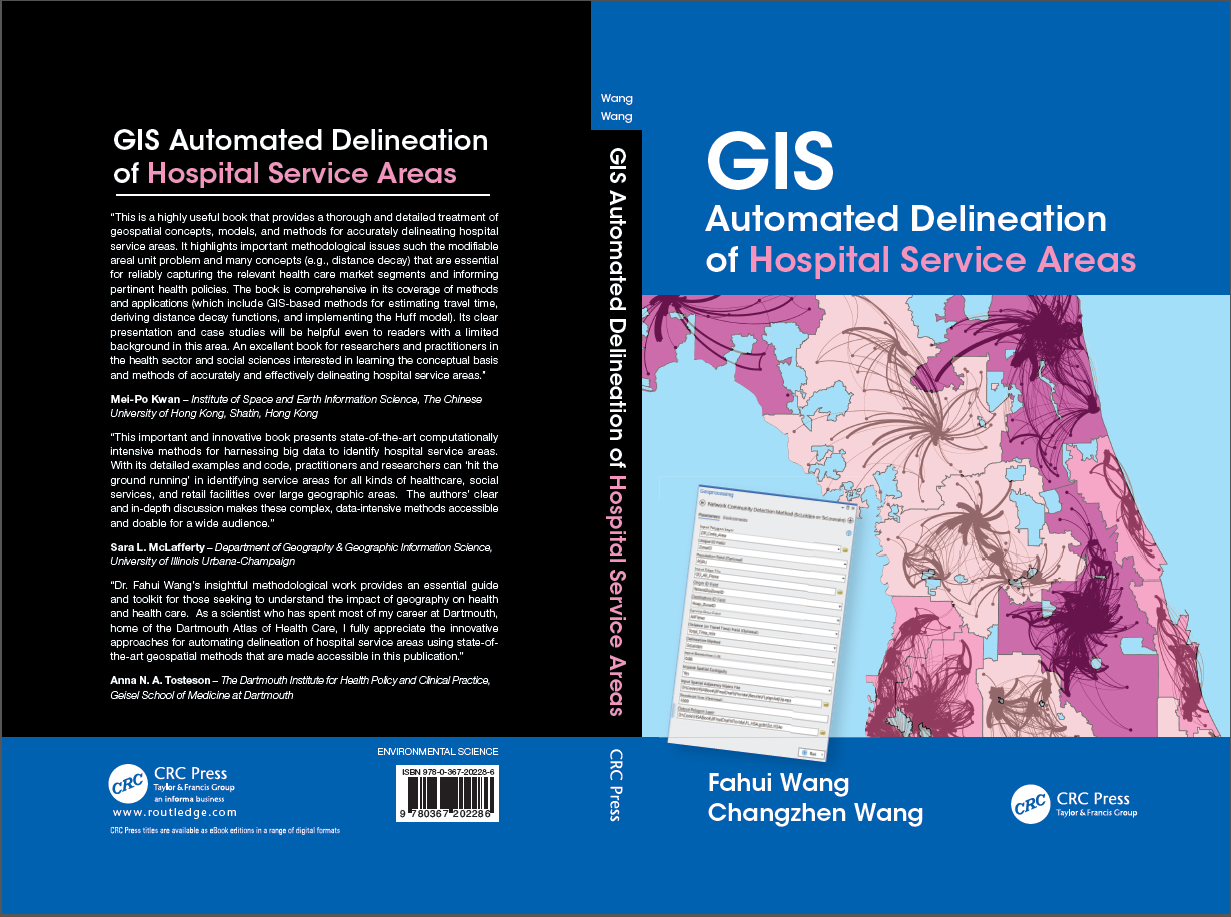 GIS Automated Delineation
of Hospital Service Areas
“This is a highly useful book that provides a thorough and detailed treatment of
geospatial concepts, models, and methods for accurately delineating hospital
service areas. It highlights important methodological issues such the modifiable
areal unit problem and many concepts (e.g., distance decay) that are essential
for reliably capturing the relevant health care market segments and informing
pertinent health policies. The book is comprehensive in its coverage of methods
and applications (which include GIS-based methods for estimating travel time,
deriving distance decay functions, and implementing the Huff model). Its clear
presentation and case studies will be helpful even to readers with a limited
background in this area. An excellent book for researchers and practitioners in
the health sector and social sciences interested in learning the conceptual basis
and methods of accurately and effectively delineating hospital service areas.”
Mei-Po Kwan – Institute of Space and Earth Information Science, The Chinese
University of Hong Kong, Shatin, Hong Kong
“This important and innovative book presents state-of-the-art computationally
intensive methods for harnessing big data to identify hospital service areas.
With its detailed examples and code, practitioners and researchers can ‘hit the
ground running’ in identifying service areas for all kinds of healthcare, social
services, and retail facilities over large geographic areas. The authors’ clear
and in-depth discussion makes these complex, data-intensive methods accessible
and doable for a wide audience.”
Sara L. McLafferty – Department of Geography & Geographic Information Science,
University of Illinois Urbana-Champaign
“Dr. Fahui Wang’s insightful methodological work provides an essential guide
and toolkit for those seeking to understand the impact of geography on health
and health care. As a scientist who has spent most of my career at Dartmouth,
home of the Dartmouth Atlas of Health Care, I fully appreciate the innovative
approaches for automating delineation of hospital service areas using state-of-
the-art geospatial methods that are made accessible in this publication.”
Anna N. A. Tosteson – The Dartmouth Institute for Health Policy and Clinical Practice,
Geisel School of Medicine at Dartmouth
ENVIRONMENTAL SCIENCE
CRC
CRC Press
Taylor & Francis Group
an informa business
www.routledge.com
CRC Press titles are available as eBook editions in a range of digital formats
ISBN 978-0-367-20228-6
9 780367 202286
Wang
Wang
GIS Automated Delineation of Hospital Service Areas
CRC Press
GIS
Automated Delineation
of Hospital Service Areas
Geoprocessing
Network Community Detection Method
Parameters Environments
Fahui Wang
Changzhen Wang
CRC
CRC Press
Taylor & Francis Group